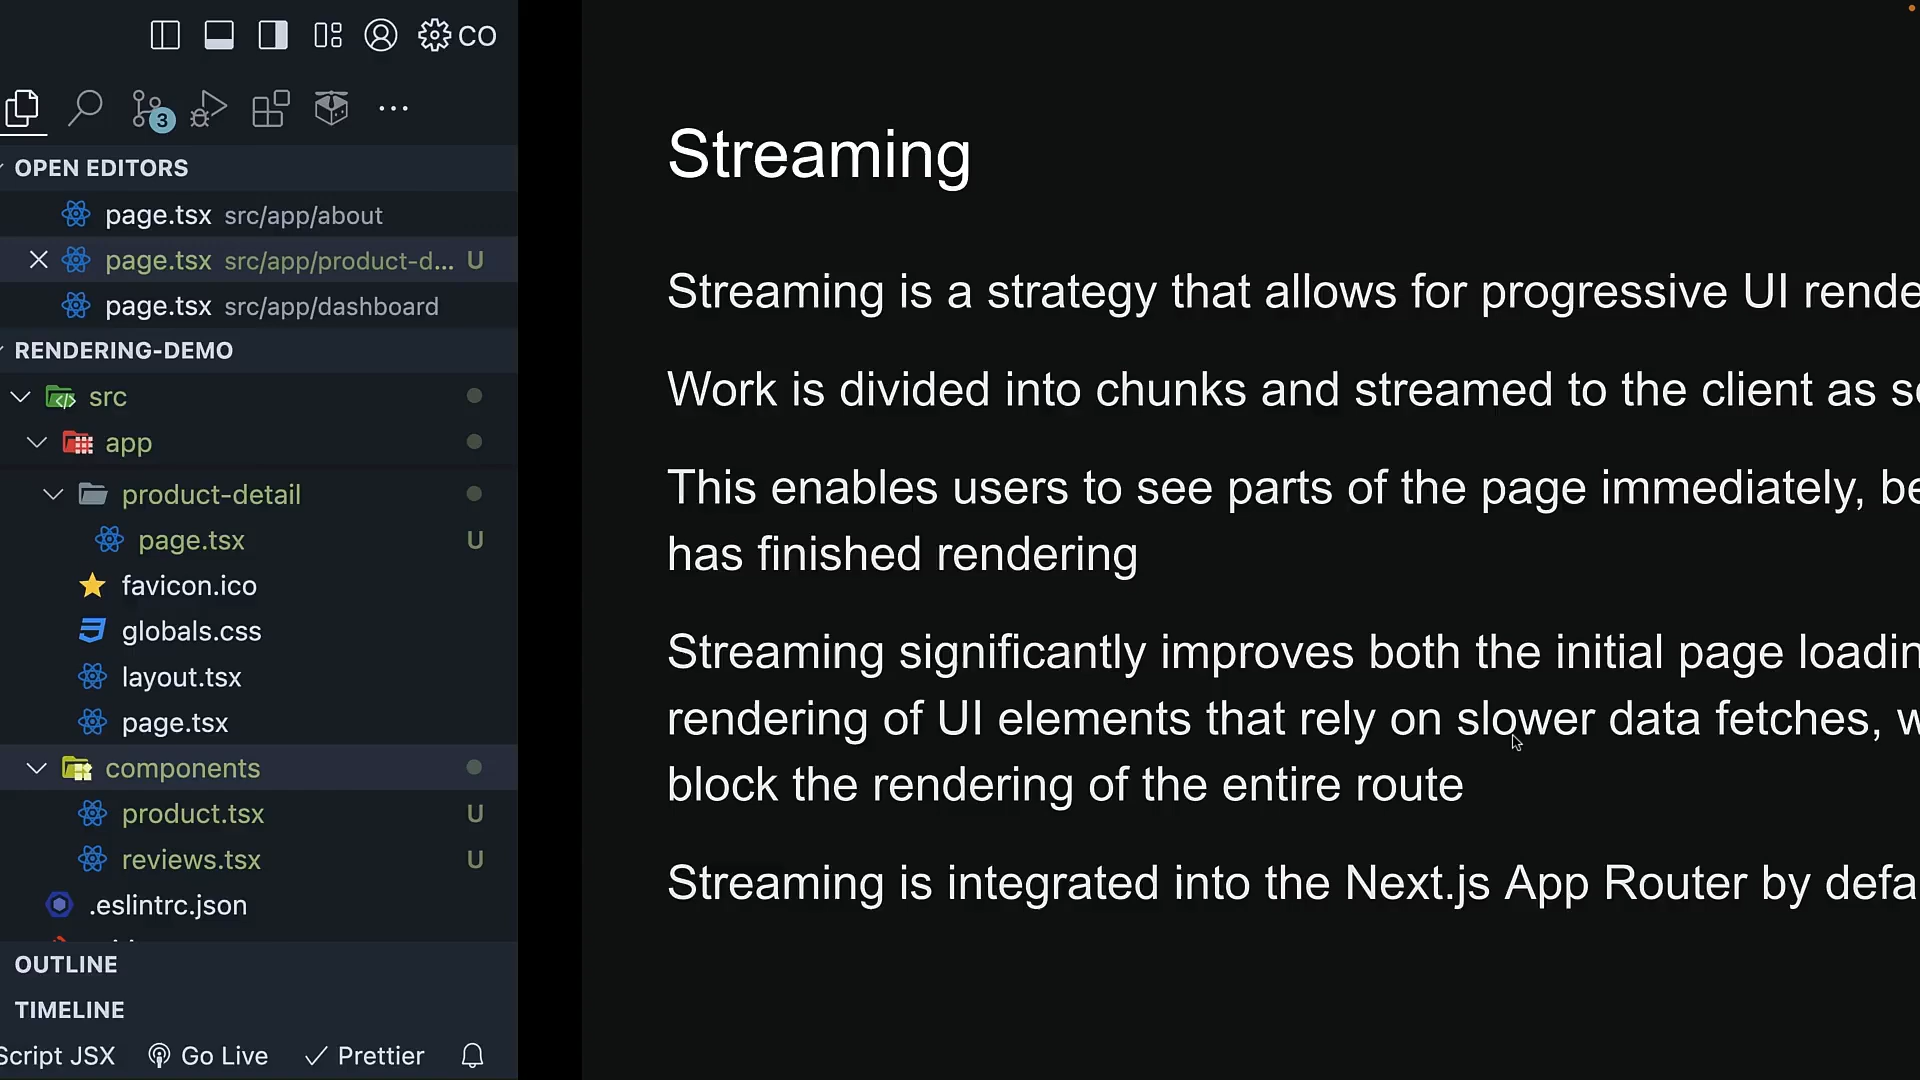 CO
3
OPEN EDITORS
page.tsx src/app/about
page.tsx src/app/product-d... U
page.tsx src/app/dashboard
RENDERING-DEMO
src
app
product-detail
page.tsx U
favicon.ico
globals.css
layout.tsx
page.tsx
components
product.tsx U
reviews.tsx U
.eslintrc.json
OUTLINE
TIMELINE
Script JSX Go Live Prettier
Streaming
Streaming is a strategy that allows for progressive UI rende
Work is divided into chunks and streamed to the client as so
This enables users to see parts of the page immediately, be
has finished rendering
Streaming significantly improves both the initial page loadin
rendering of UI elements that rely on slower data fetches, w
block the rendering of the entire route
Streaming is integrated into the Next.js App Router by defa